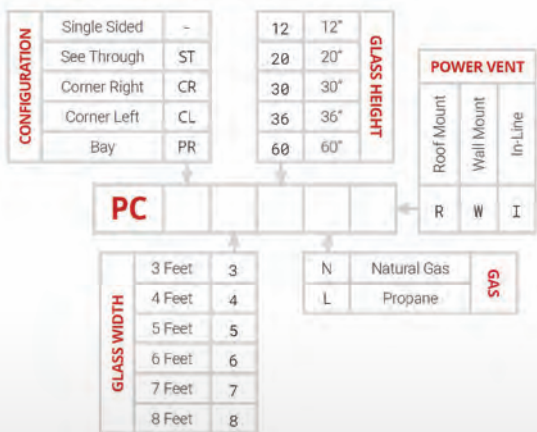 CONFIGURATION
Single Sided -
See Through ST
Corner Right CR
Corner Left CL
Bay PR
12 12"
20 20"
30 30"
36 36"
60 60"
GLASS HEIGHT
POWER VENT
Roof Mount
Wall Mount
In-Line
R W I
PC
GLASS WIDTH
3 Feet 3
4 Feet 4
5 Feet 5
6 Feet 6
7 Feet 7
8 Feet 8
N Natural Gas
L Propane
GAS